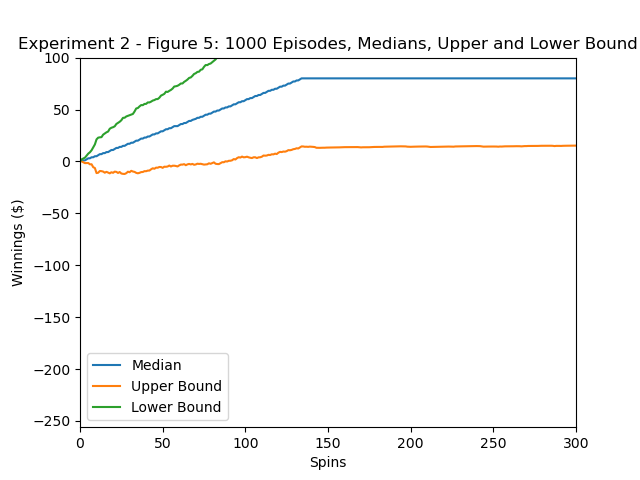 Experiment 2 - Figure 5: 1000 Episodes, Medians, Upper and Lower Bound
100
50
0
−50
−100
−150
−200
−250
Winnings ($)
Median
Upper Bound
Lower Bound
0 50 100 150 200 250 300
Spins